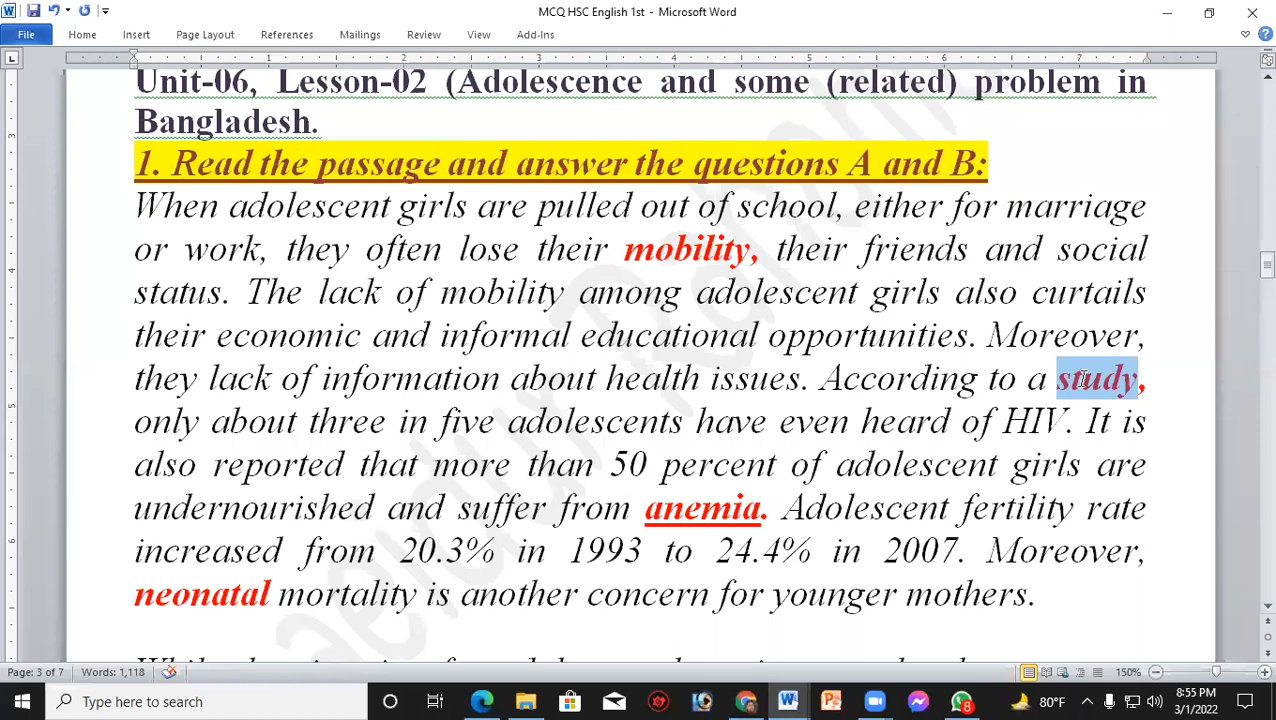 MCQ HSC English 1st - Microsoft Word
File Home Insert Page Layout References Mailings Review View Add-Ins
1 2 3 4 5 6 7
Unit-06, Lesson-02 (Adolescence and some (related) problem in
Bangladesh.
1. Read the passage and answer the questions A and B:
When adolescent girls are pulled out of school, either for marriage
or work, they often lose their mobility, their friends and social
status. The lack of mobility among adolescent girls also curtails
their economic and informal educational opportunities. Moreover,
they lack of information about health issues. According to a study,
only about three in five adolescents have even heard of HIV. It is
also reported that more than 50 percent of adolescent girls are
undernourished and suffer from anemia. Adolescent fertility rate
increased from 20.3% in 1993 to 24.4% in 2007. Moreover,
neonatal mortality is another concern for younger mothers.
Page: 3 of 7 Words: 1,118 150%
Type here to search
80°F
8:55 PM
3/1/2022